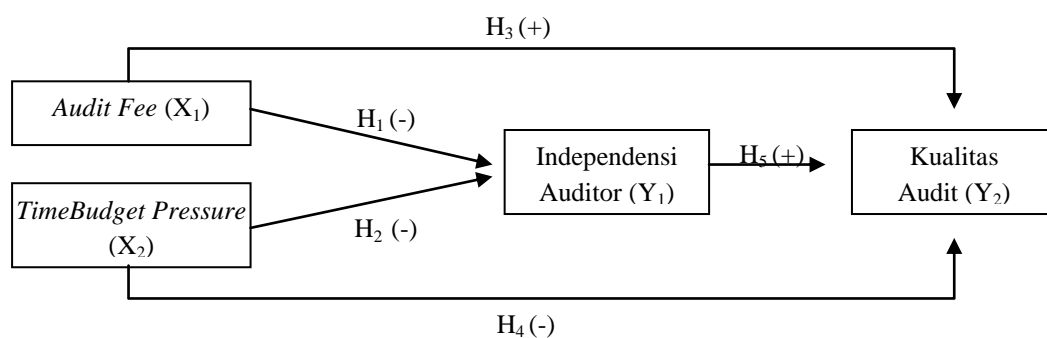 H₃ (+)
Audit Fee (X₁)
H₁ (-)
Independensi
Auditor (Y₁)
H₅ (+)
Kualitas
Audit (Y₂)
TimeBudget Pressure
(X₂)
H₂ (-)
H₄ (-)